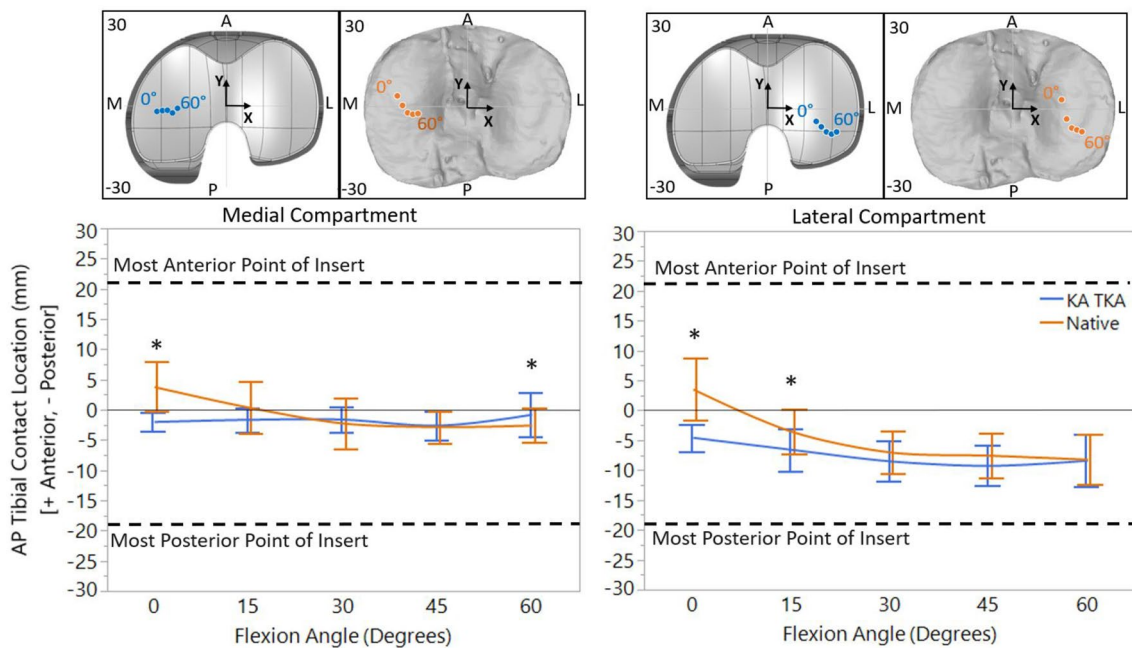 30
A
Y
0°
60°
M
X
-30
P
30
A
Y
0°
60°
M
X
L
-30
P
30
A
Y
0°
60°
M
X
L
-30
P
30
A
Y
0°
60°
M
X
L
-30
P
Medial Compartment
Lateral Compartment
AP Tibial Contact Location (mm)
[+ Anterior, - Posterior]
30
25
20
15
10
5
0
-5
-10
-15
-20
-25
-30
Most Anterior Point of Insert
*
*
Most Posterior Point of Insert
0 15 30 45 60
Flexion Angle (Degrees)
30
25
20
15
10
5
0
-5
-10
-15
-20
-25
-30
Most Anterior Point of Insert
KA TKA
Native
*
*
Most Posterior Point of Insert
0 15 30 45 60
Flexion Angle (Degrees)